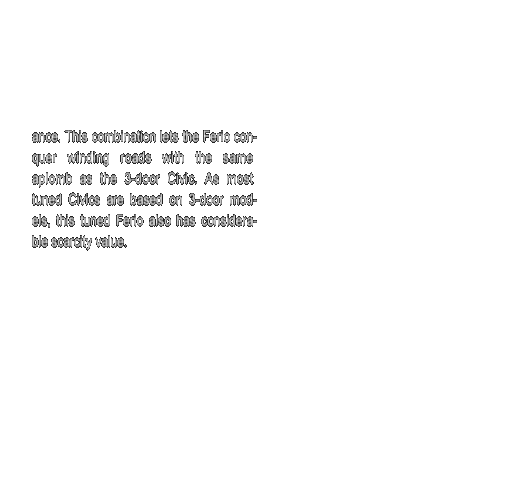 ance. This combination lets the Ferio con-
quer winding roads with the same
aplomb as the 3-door Civic. As most
tuned Civics are based on 3-door mod-
els, this tuned Ferio also has considera-
ble scarcity value.